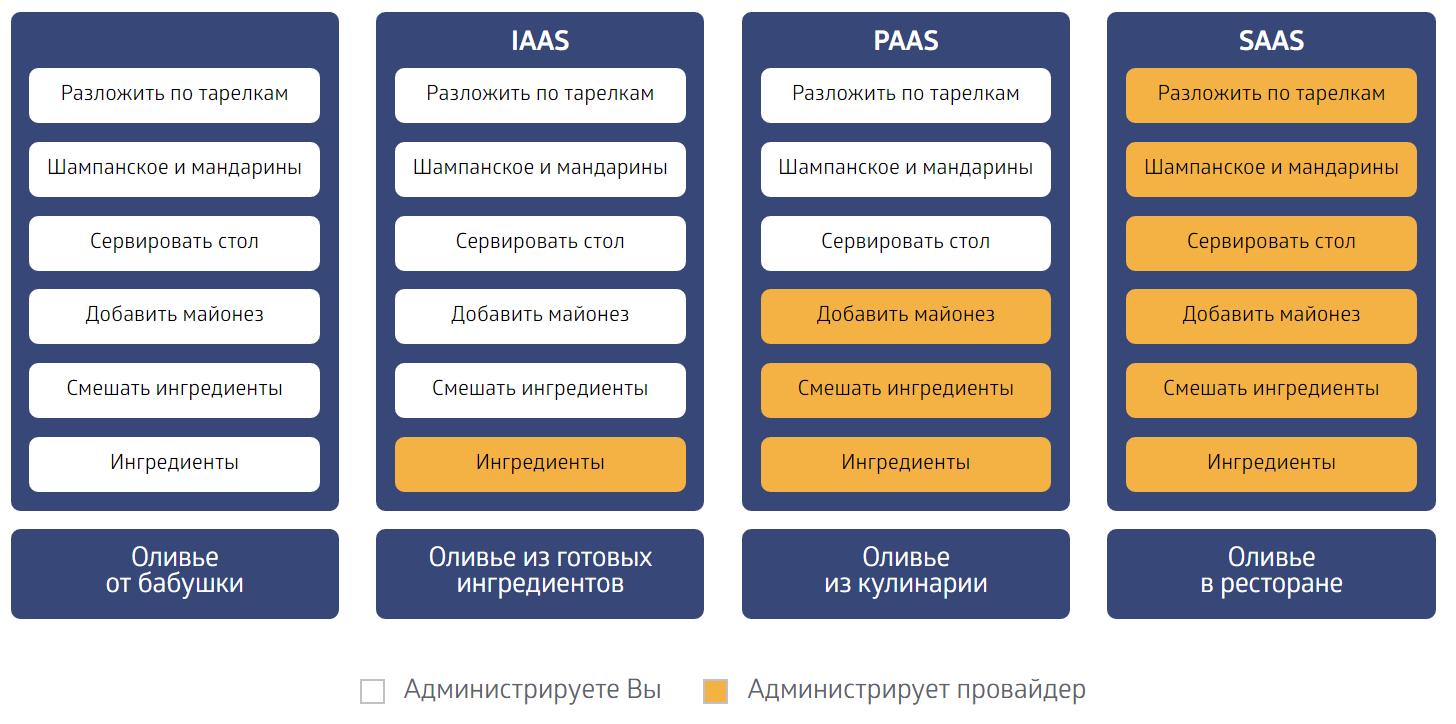 Разложить по тарелкам
Шампанское и мандарины
Сервировать стол
Добавить майонез
Смешать ингредиенты
Ингредиенты
Оливье
от бабушки
IAAS
Разложить по тарелкам
Шампанское и мандарины
Сервировать стол
Добавить майонез
Смешать ингредиенты
Ингредиенты
Оливье из готовых
ингредиентов
PAAS
Разложить по тарелкам
Шампанское и мандарины
Сервировать стол
Добавить майонез
Смешать ингредиенты
Ингредиенты
Оливье
из кулинарии
SAAS
Разложить по тарелкам
Шампанское и мандарины
Сервировать стол
Добавить майонез
Смешать ингредиенты
Ингредиенты
Оливье
в ресторане
Администрируете Вы
Администрирует провайдер